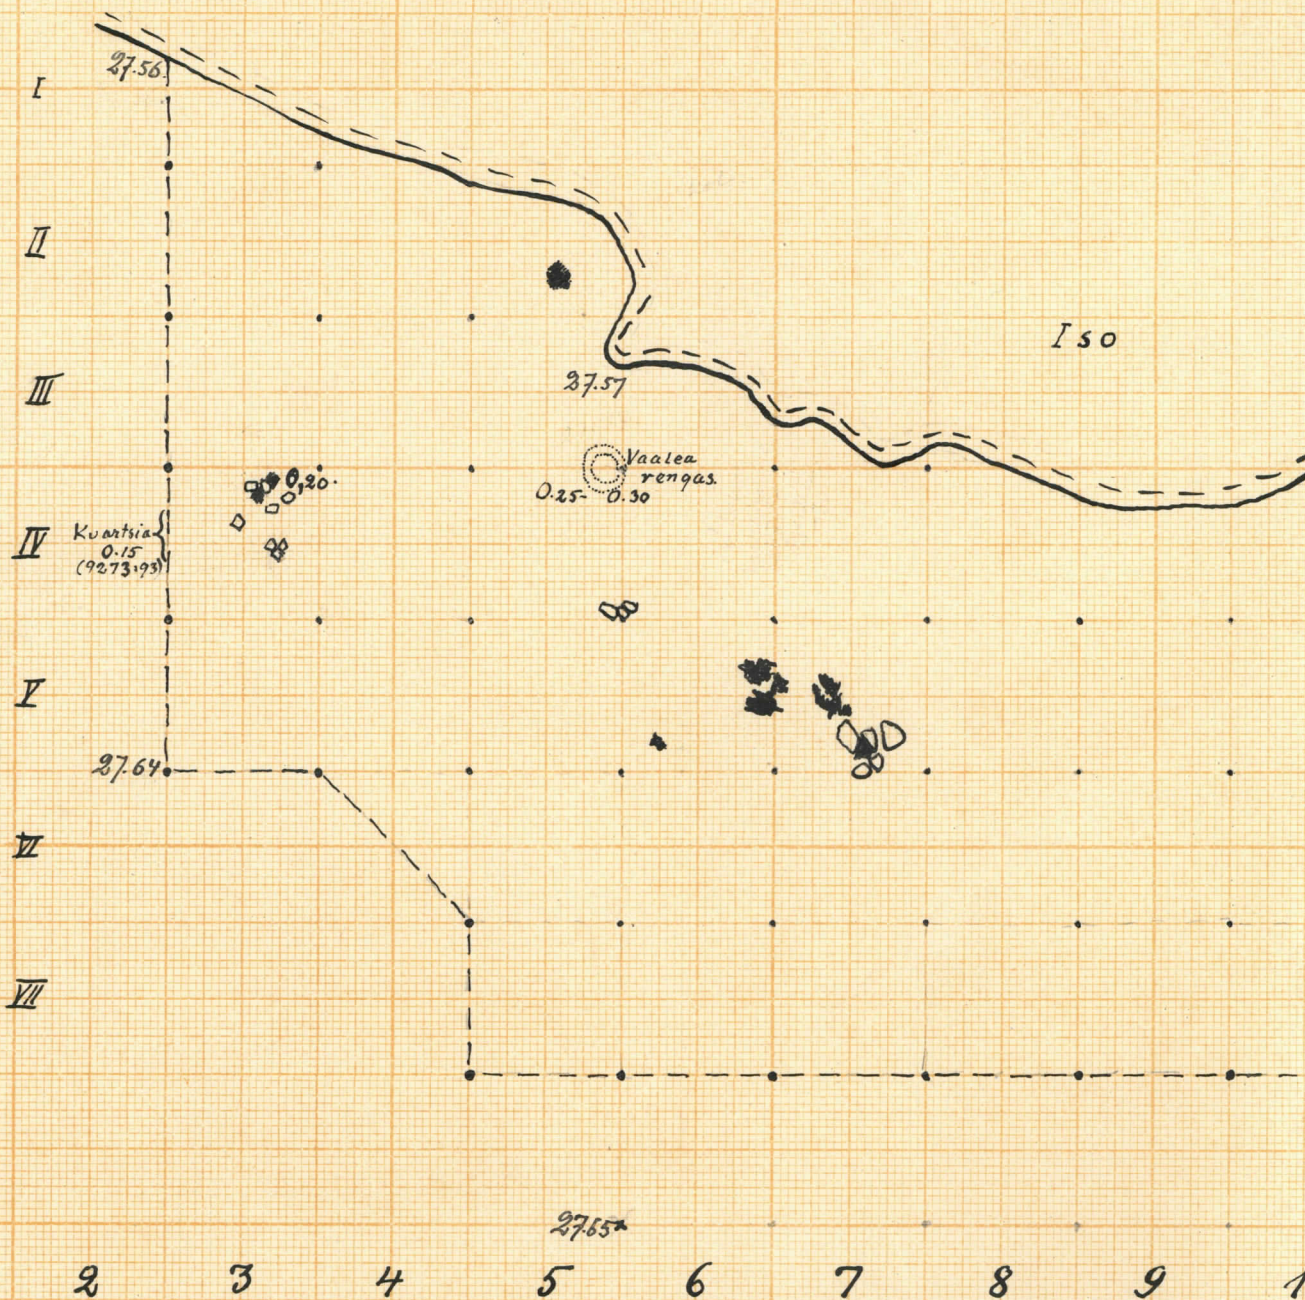 27.56
I
II
Iso
III
27.57
Vaalea
rengas.
0,20.
0.25- 0.30
IV
Kvartsia
0.15
(9273:93)
V
27.64
VI
VII
27.65
2 3 4 5 6 7 8 9 1